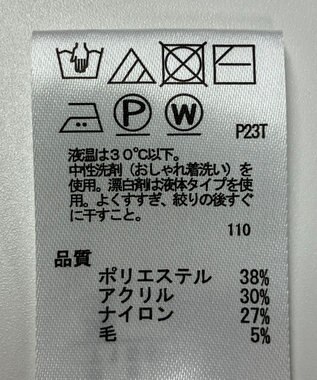 P W
P23T
液温は30℃以下。
中性洗剤（おしゃれ着洗い）を
使用。漂白剤は液体タイプを使
用。よくすすぎ、絞りの後すぐ
に干すこと。
110
品質
ポリエステル 38%
アクリル 30%
ナイロン 27%
毛 5%